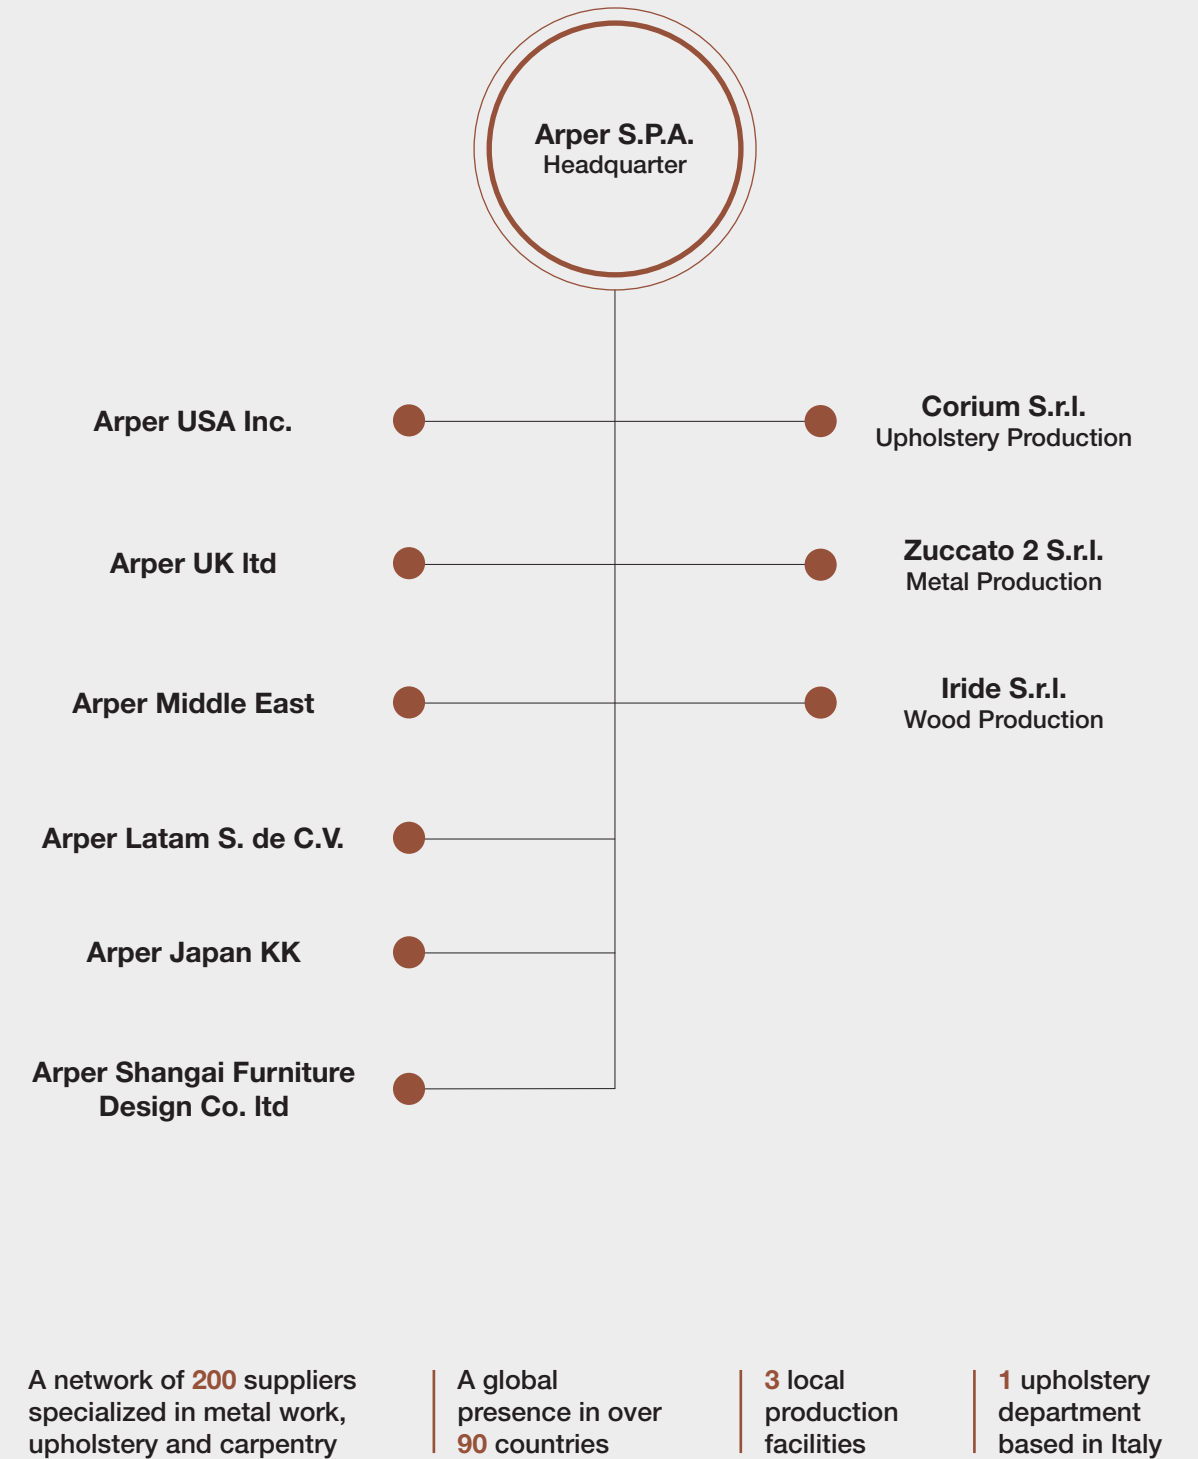 Arper S.P.A.
Headquarter
Arper USA Inc.
Corium S.r.l.
Upholstery Production
Arper UK ltd
Zuccato 2 S.r.l.
Metal Production
Arper Middle East
Iride S.r.l.
Wood Production
Arper Latam S. de C.V.
Arper Japan KK
Arper Shangai Furniture
Design Co. ltd
A network of 200 suppliers
specialized in metal work,
upholstery and carpentry
A global
presence in over
90 countries
3 local
production
facilities
1 upholstery
department
based in Italy